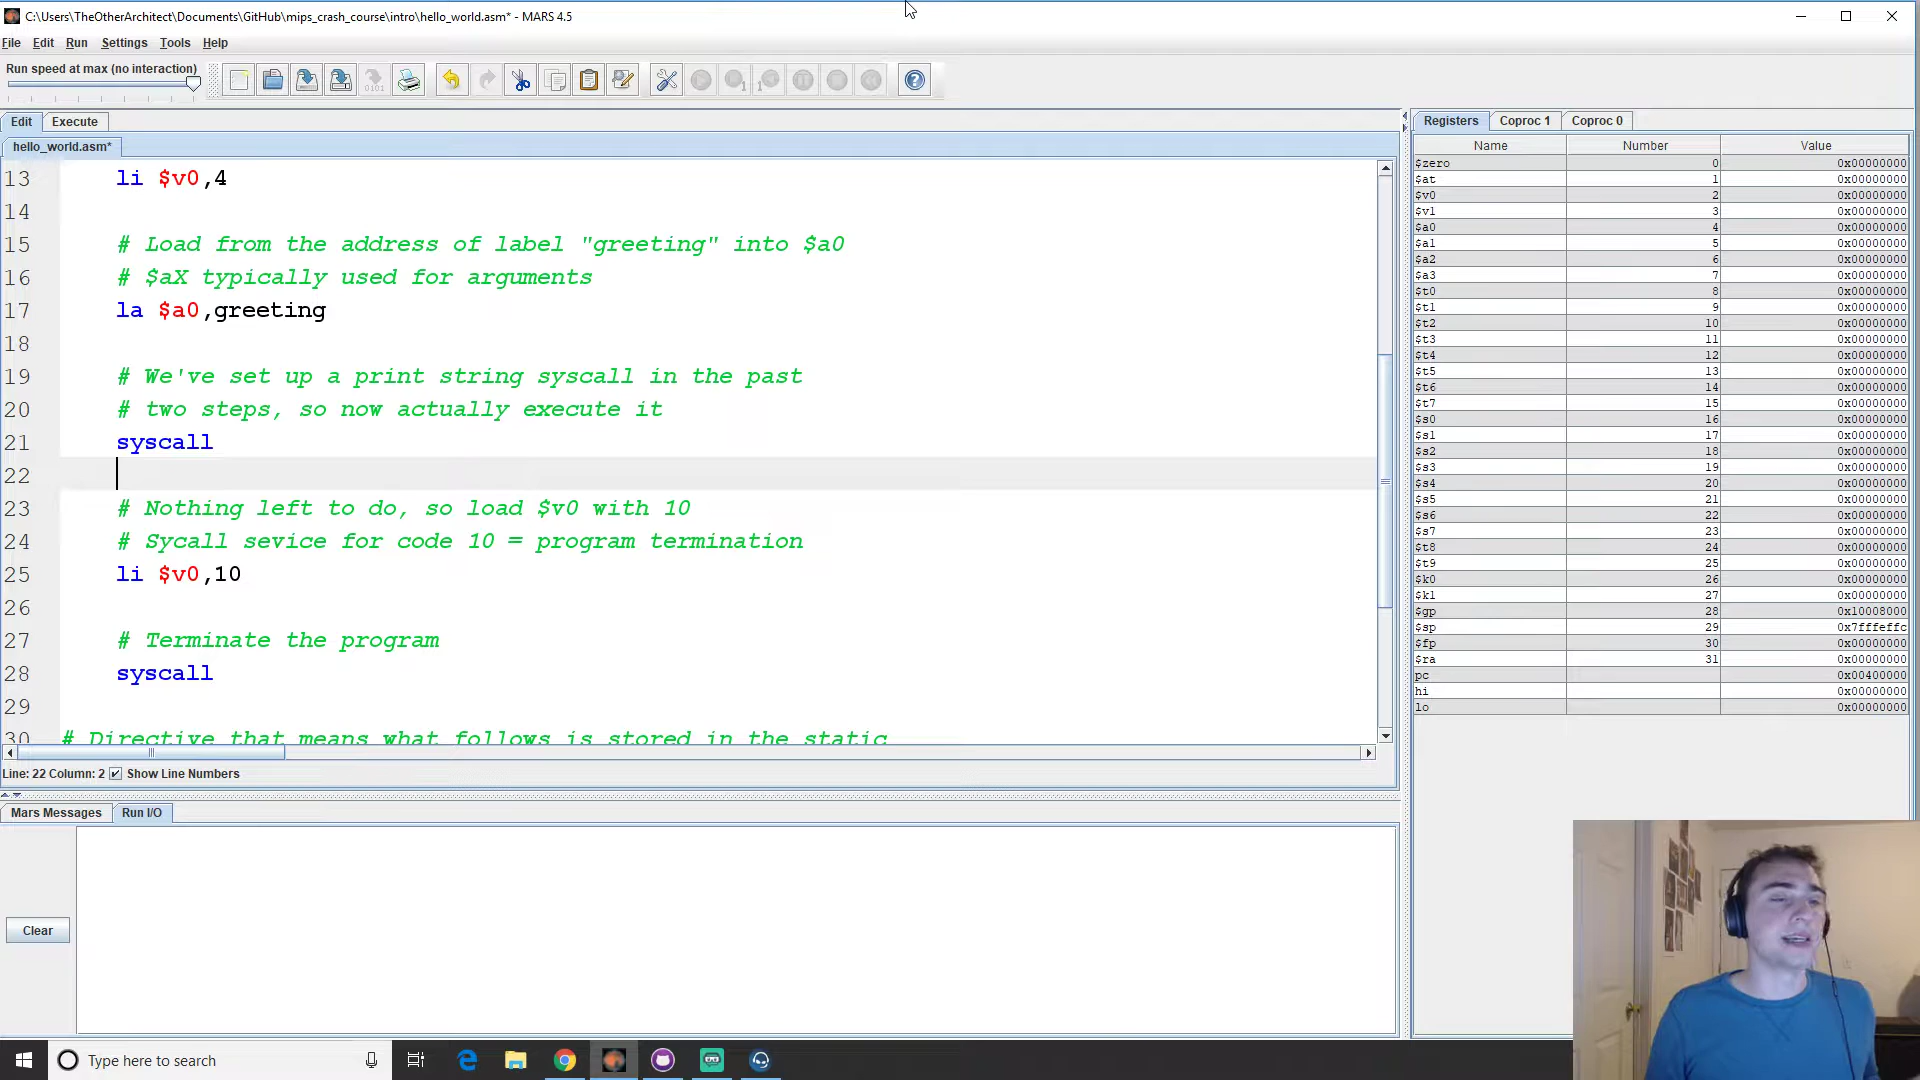 C:\Users\TheOtherArchitect\Documents\GitHub\mips_crash_course\intro\hello_world.asm* - MARS 4.5
File Edit Run Settings Tools Help
Run speed at max (no interaction)
Edit Execute
hello_world.asm*
13 li $v0,4
14
15 # Load from the address of label "greeting" into $a0
16 # $aX typically used for arguments
17 la $a0,greeting
18
19 # We've set up a print string syscall in the past
20 # two steps, so now actually execute it
21 syscall
22
23 # Nothing left to do, so load $v0 with 10
24 # Sycall sevice for code 10 = program termination
25 li $v0,10
26
27 # Terminate the program
28 syscall
29
30 # Directive that means what follows is stored in the static
Line: 22 Column: 2 Show Line Numbers
Mars Messages Run I/O
Clear
Registers Coproc 1 Coproc 0
Name Number Value
$zero 0 0x00000000
$at 1 0x00000000
$v0 2 0x00000000
$v1 3 0x00000000
$a0 4 0x00000000
$a1 5 0x00000000
$a2 6 0x00000000
$a3 7 0x00000000
$t0 8 0x00000000
$t1 9 0x00000000
$t2 10 0x00000000
$t3 11 0x00000000
$t4 12 0x00000000
$t5 13 0x00000000
$t6 14 0x00000000
$t7 15 0x00000000
$s0 16 0x00000000
$s1 17 0x00000000
$s2 18 0x00000000
$s3 19 0x00000000
$s4 20 0x00000000
$s5 21 0x00000000
$s6 22 0x00000000
$s7 23 0x00000000
$t8 24 0x00000000
$t9 25 0x00000000
$k0 26 0x00000000
$k1 27 0x00000000
$gp 28 0x10008000
$sp 29 0x7fffeffc
$fp 30 0x00000000
$ra 31 0x00000000
pc 0x00400000
hi 0x00000000
lo 0x00000000
Type here to search